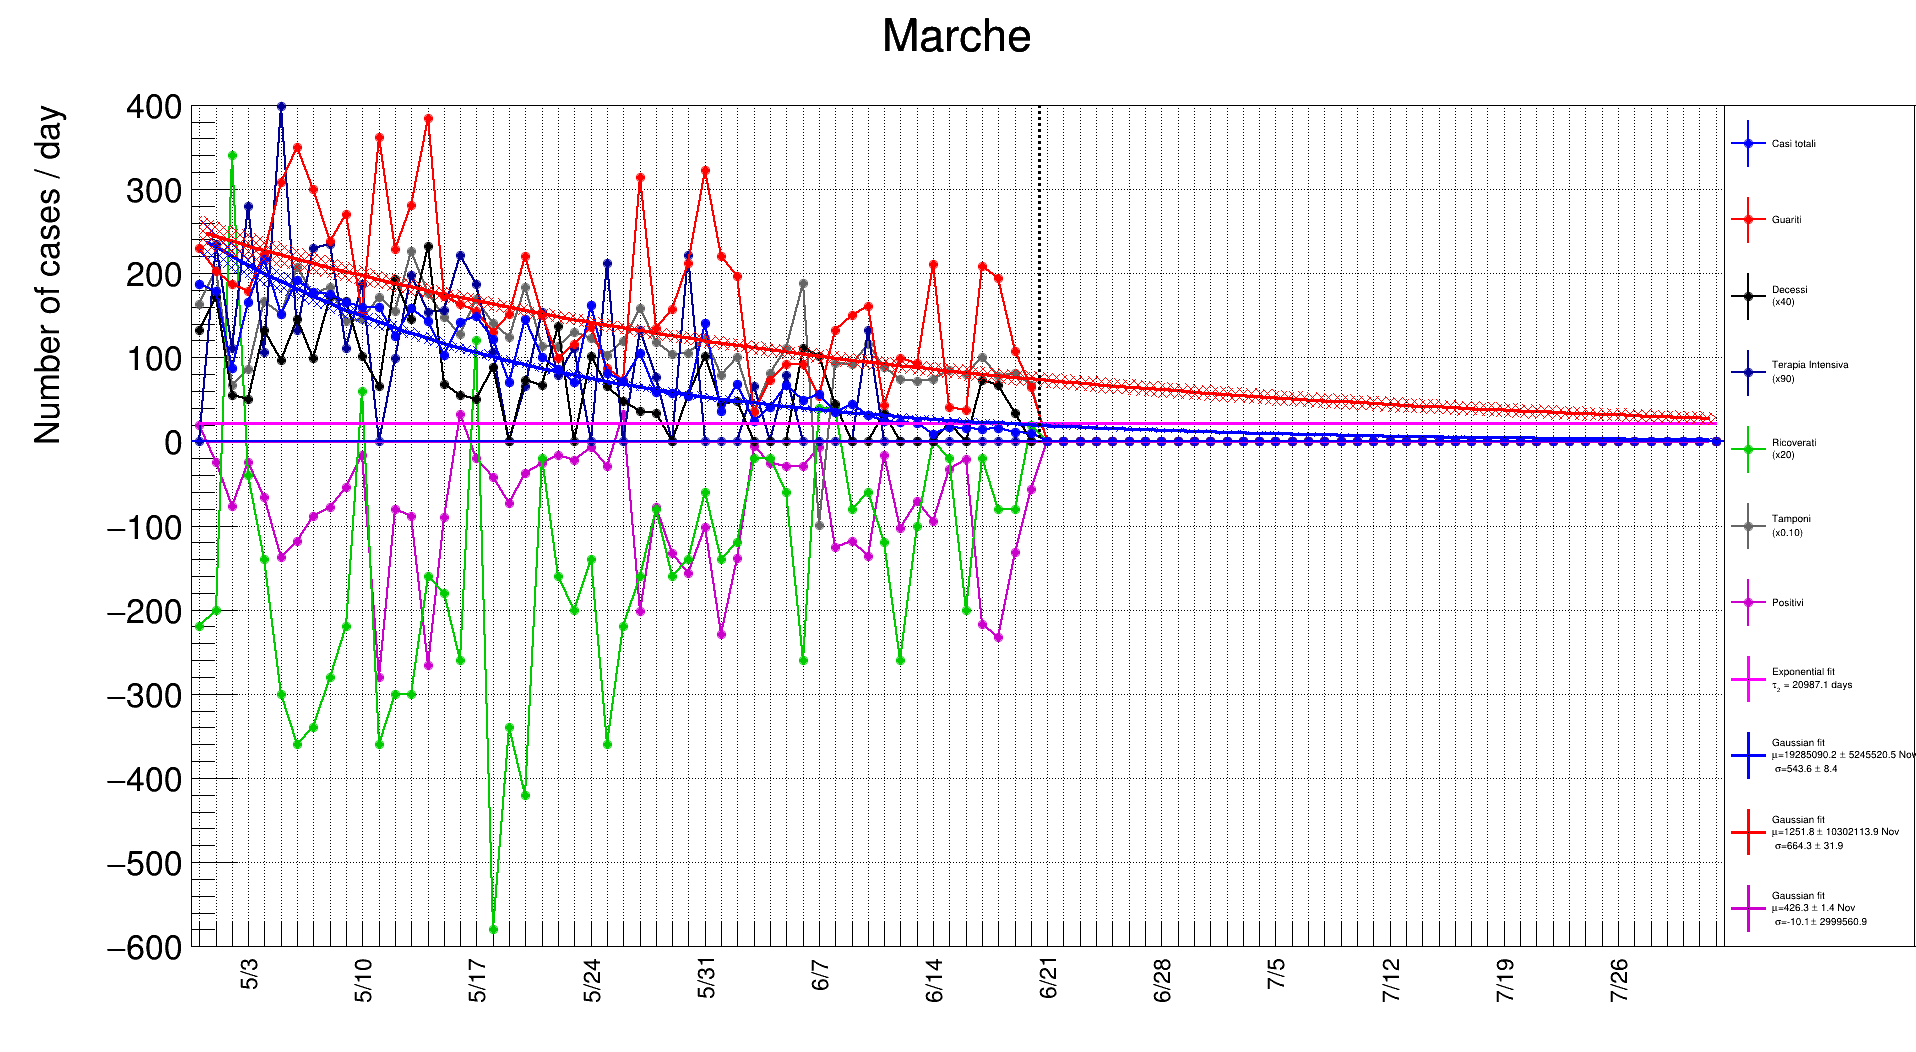 Marche
Number of cases / day
400
300
200
100
0
−100
−200
−300
−400
−500
−600
5/3
5/10
5/17
5/24
5/31
6/7
6/14
6/21
6/28
7/5
7/12
7/19
7/26
Casi totali
Guariti
Decessi
(x40)
Terapia Intensiva
(x90)
Ricoverati
(x20)
Tamponi
(x0.10)
Positivi
Exponential fit
τ₂ = 20987.1 days
Gaussian fit
μ=19285090.2 ± 5245520.5 Nov
σ=543.6 ± 8.4
Gaussian fit
μ=1251.8 ± 10302113.9 Nov
σ=664.3 ± 31.9
Gaussian fit
μ=426.3 ± 1.4 Nov
σ=-10.1 ± 2999560.9